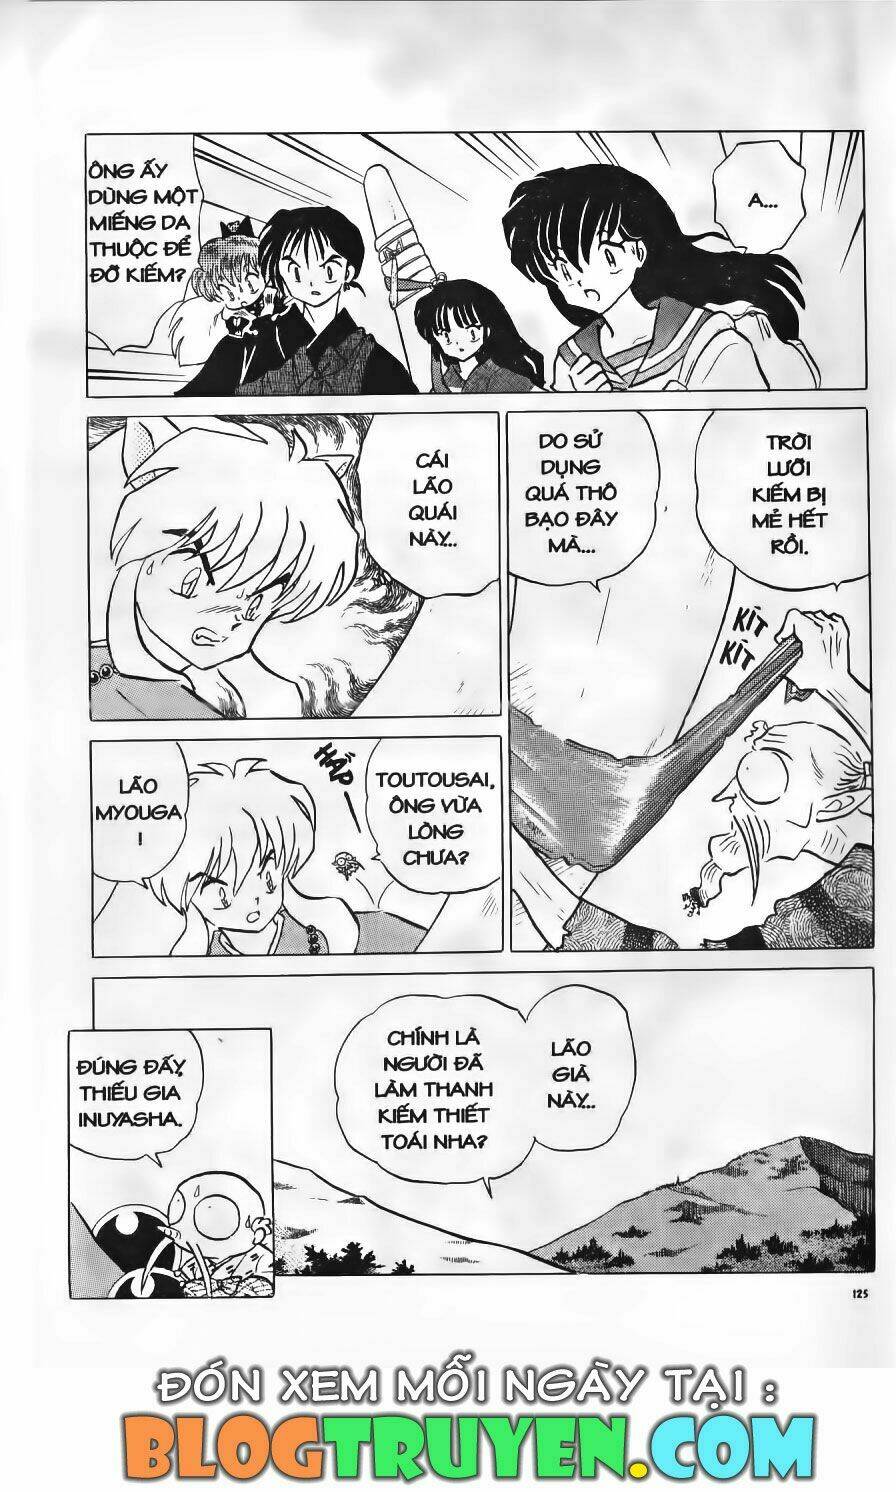 A...
ÔNG ẤY
DÙNG MỘT
MIẾNG DA
THUỘC ĐỂ
ĐỠ KIẾM?
TRỜI
LƯỠI
KIẾM BỊ
MẺ HẾT
RỒI.
DO SỬ
DỤNG
QUÁ THÔ
BẠO ĐÂY
MÀ...
KÍT
KÍT
CÁI
LÃO
QUÁI
NÀY...
TOUTOUSAI,
ÔNG VỪA
LÒNG
CHƯA?
HẤP
LÃO
MYOUGA
!
LÃO
GIÀ
NÀY...
CHÍNH LÀ
NGƯỜI ĐÃ
LÀM THANH
KIẾM THIẾT
TOÁI NHA?
ĐÚNG ĐẤY,
THIẾU GIA
INUYASHA.
125
ĐÓN XEM MỖI NGÀY TẠI :
BLOGTRUYEN.COM